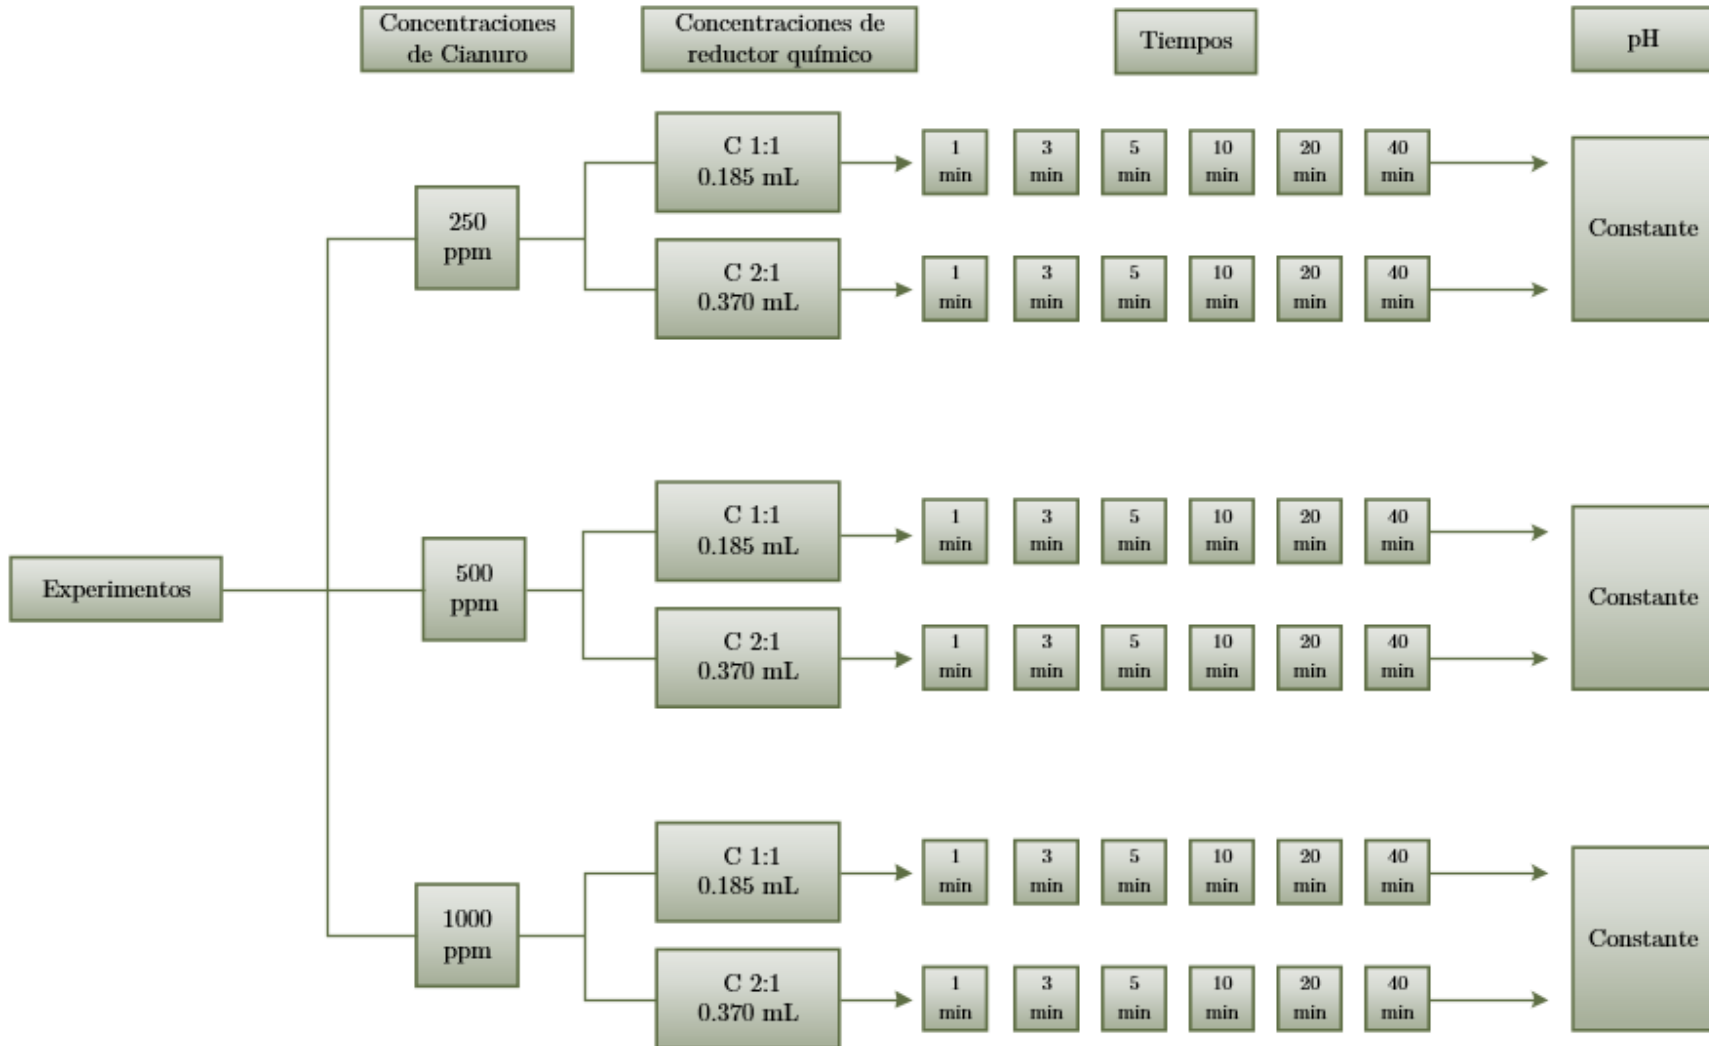 Concentraciones
de Cianuro
Concentraciones de
reductor químico
Tiempos
pH
C 1:1
0.185 mL
1
min
3
min
5
min
10
min
20
min
40
min
250
ppm
Constante
C 2:1
0.370 mL
1
min
3
min
5
min
10
min
20
min
40
min
Experimentos
500
ppm
C 1:1
0.185 mL
1
min
3
min
5
min
10
min
20
min
40
min
Constante
C 2:1
0.370 mL
1
min
3
min
5
min
10
min
20
min
40
min
1000
ppm
C 1:1
0.185 mL
1
min
3
min
5
min
10
min
20
min
40
min
Constante
C 2:1
0.370 mL
1
min
3
min
5
min
10
min
20
min
40
min